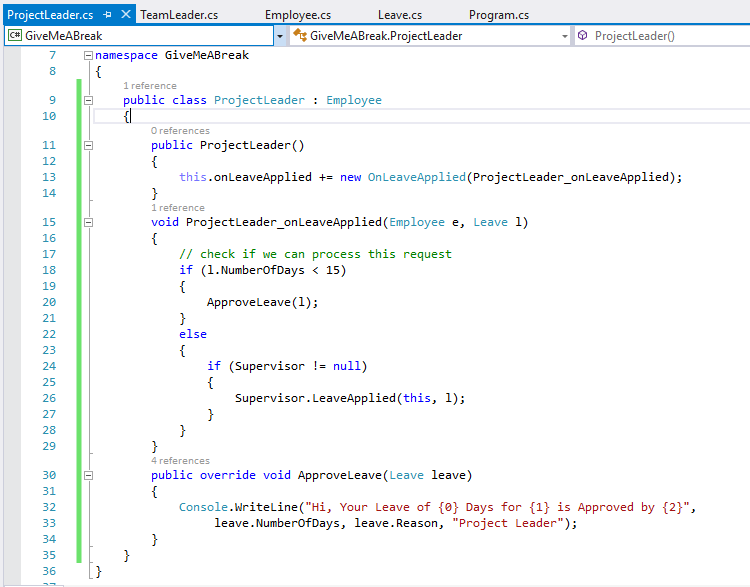 ProjectLeader.cs TeamLeader.cs Employee.cs Leave.cs Program.cs
C# GiveMeABreak GiveMeABreak.ProjectLeader ProjectLeader()
7 namespace GiveMeABreak
8 {
1 reference
9 public class ProjectLeader : Employee
10 {
0 references
11 public ProjectLeader()
12 {
13 this.onLeaveApplied += new OnLeaveApplied(ProjectLeader_onLeaveApplied);
14 }
1 reference
15 void ProjectLeader_onLeaveApplied(Employee e, Leave l)
16 {
17 // check if we can process this request
18 if (l.NumberOfDays < 15)
19 {
20 ApproveLeave(l);
21 }
22 else
23 {
24 if (Supervisor != null)
25 {
26 Supervisor.LeaveApplied(this, l);
27 }
28 }
29 }
4 references
30 public override void ApproveLeave(Leave leave)
31 {
32 Console.WriteLine("Hi, Your Leave of {0} Days for {1} is Approved by {2}",
33 leave.NumberOfDays, leave.Reason, "Project Leader");
34 }
35 }
36 }